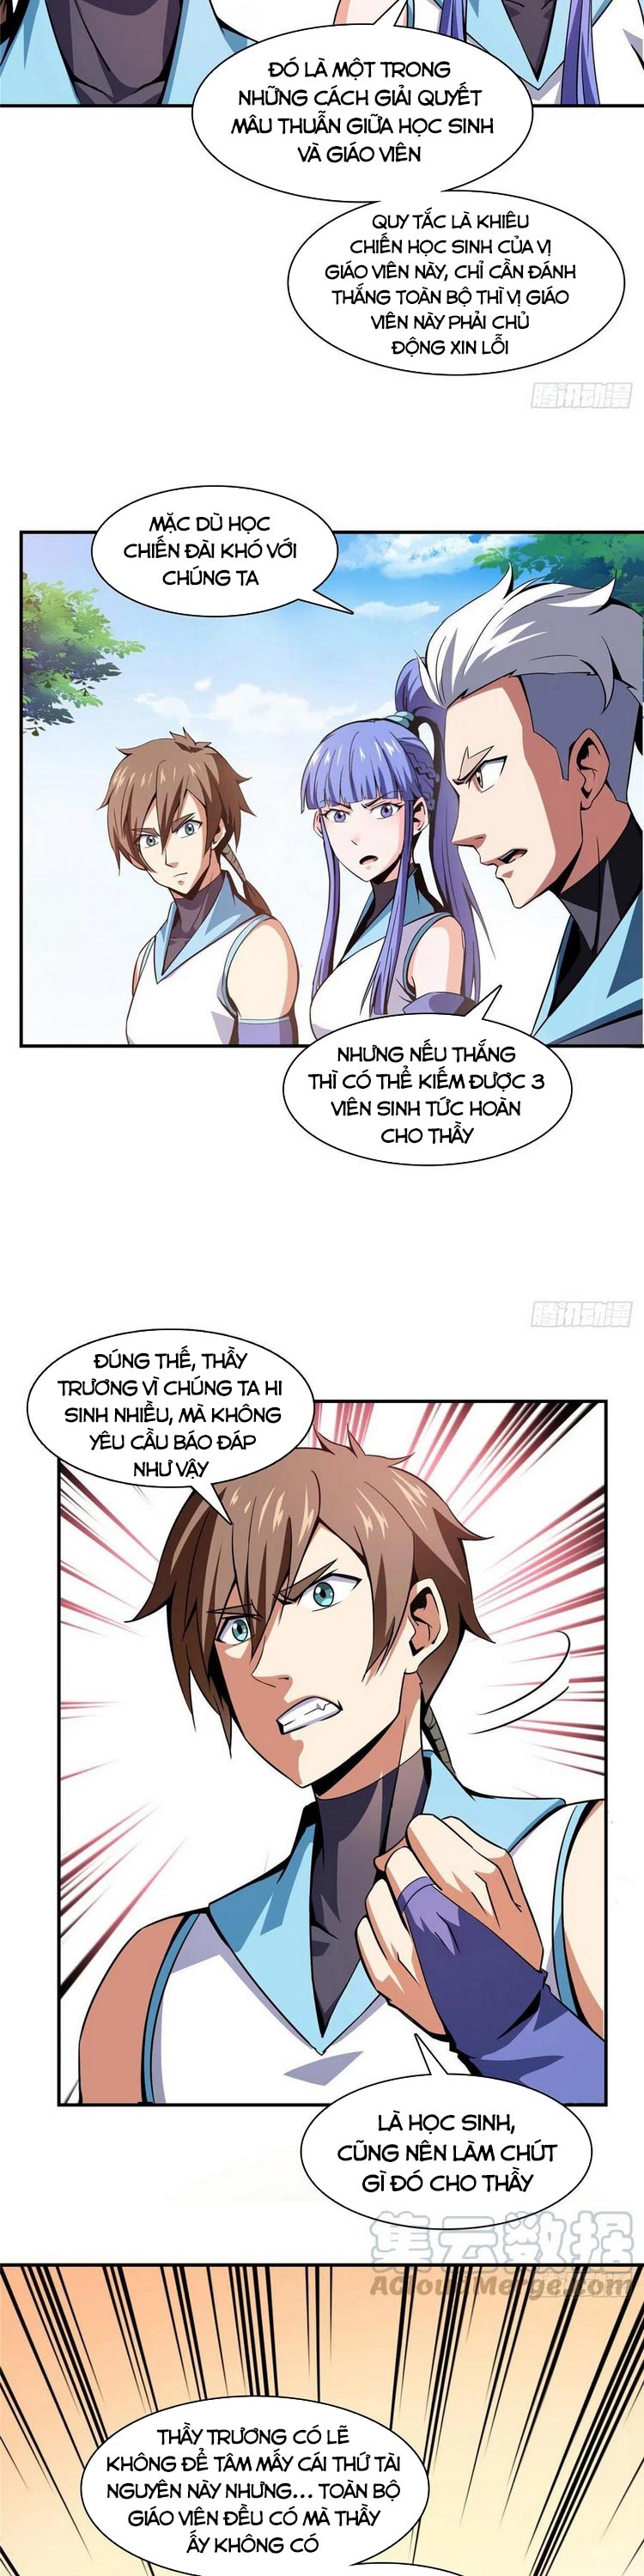 ĐÓ LÀ MỘT TRONG
NHỮNG CÁCH GIẢI QUYẾT
MÂU THUẪN GIỮA HỌC SINH
VÀ GIÁO VIÊN
QUY TẮC LÀ KHIÊU
CHIẾN HỌC SINH CỦA VỊ
GIÁO VIÊN NÀY, CHỈ CẦN ĐÁNH
THẮNG TOÀN BỘ THÌ VỊ GIÁO
VIÊN NÀY PHẢI CHỦ
ĐỘNG XIN LỖI
腾讯动漫
MẶC DÙ HỌC
CHIẾN ĐÀI KHÓ VỚI
CHÚNG TA
NHƯNG NẾU THẮNG
THÌ CÓ THỂ KIẾM ĐƯỢC 3
VIÊN SINH TỨC HOÀN
CHO THẦY
腾讯动漫
ĐÚNG THẾ, THẦY
TRƯƠNG VÌ CHÚNG TA HI
SINH NHIỀU, MÀ KHÔNG
YÊU CẦU BÁO ĐÁP
NHƯ VẬY
LÀ HỌC SINH,
CŨNG NÊN LÀM CHÚT
GÌ ĐÓ CHO THẦY
集云数据
ACloudMerge.com
THẦY TRƯƠNG CÓ LẼ
KHÔNG ĐỂ TÂM MẤY CÁI THỨ TÀI
NGUYÊN NÀY NHƯNG... TOÀN BỘ
GIÁO VIÊN ĐỀU CÓ MÀ THẦY
ẤY KHÔNG CÓ